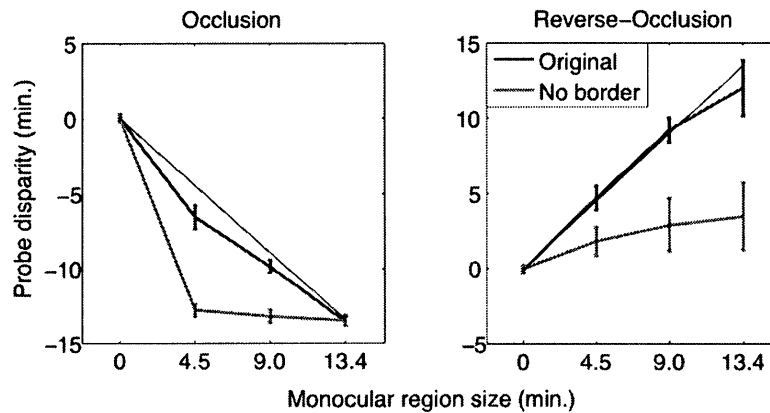 Occlusion
Reverse-Occlusion
5
0
-5
-10
-15
Probe disparity (min.)
0 4.5 9.0 13.4
15
10
5
0
-5
Original
No border
0 4.5 9.0 13.4
Monocular region size (min.)